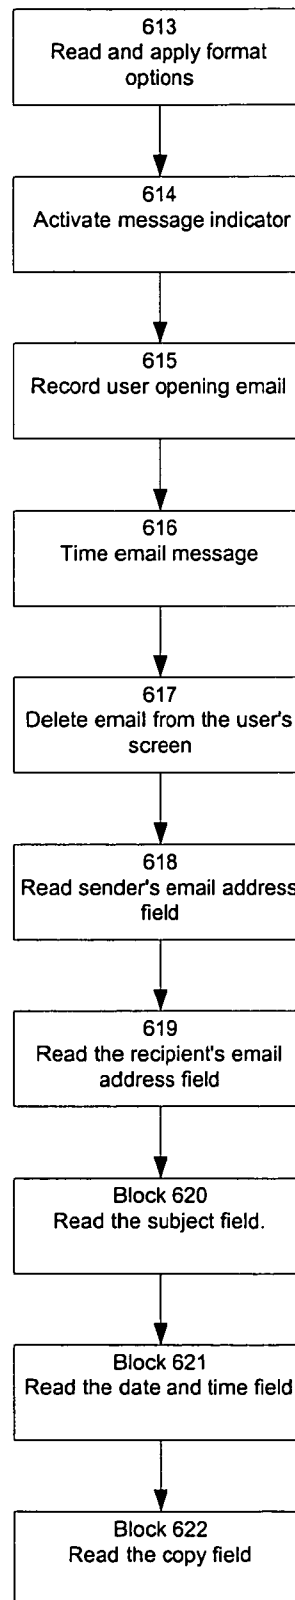 613
Read and apply format
options
614
Activate message indicator
615
Record user opening email
616
Time email message
617
Delete email from the user's
screen
618
Read sender's email address
field
619
Read the recipient's email
address field
Block 620
Read the subject field.
Block 621
Read the date and time field
Block 622
Read the copy field